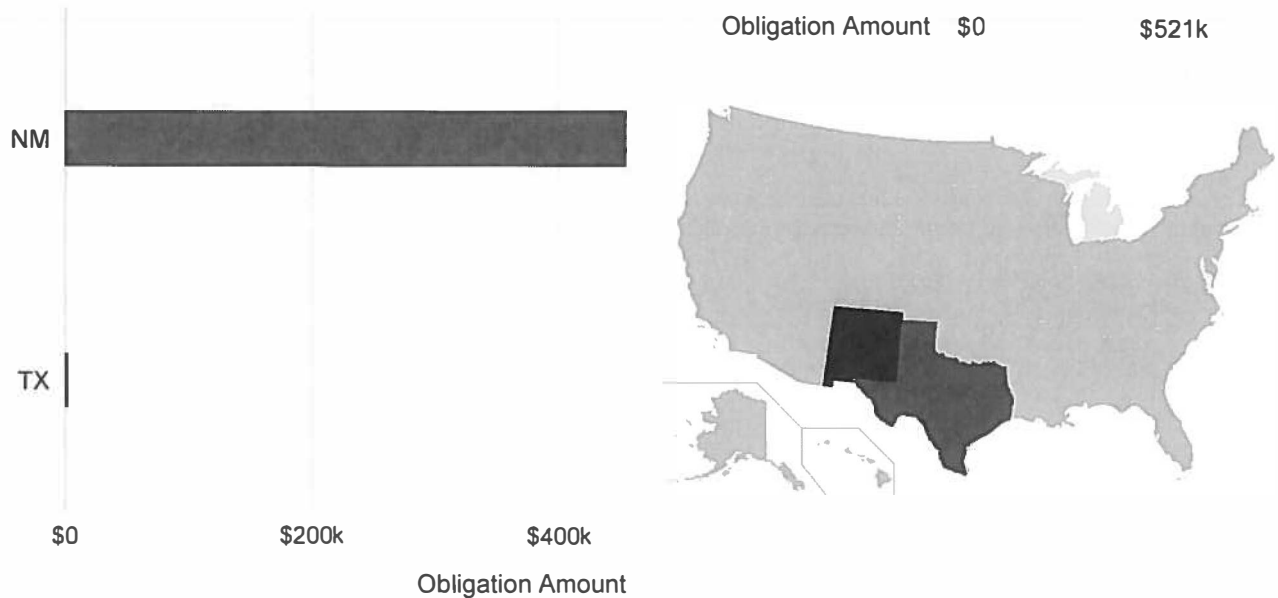 Obligation Amount $0 $521k
NM
TX
$0 $200k $400k
Obligation Amount